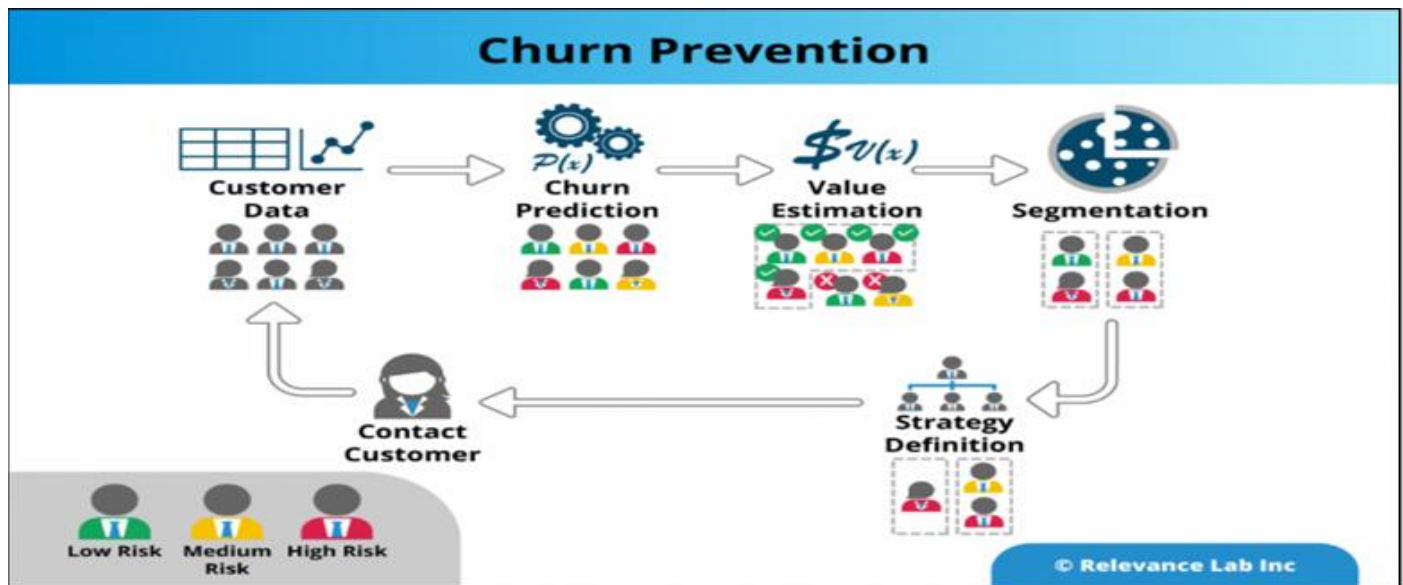 Churn Prevention
P(x)
$ V(x)
Customer
Data
Churn
Prediction
Value
Estimation
Segmentation
Contact
Customer
Strategy
Definition
Low Risk
Medium
Risk
High Risk
© Relevance Lab Inc